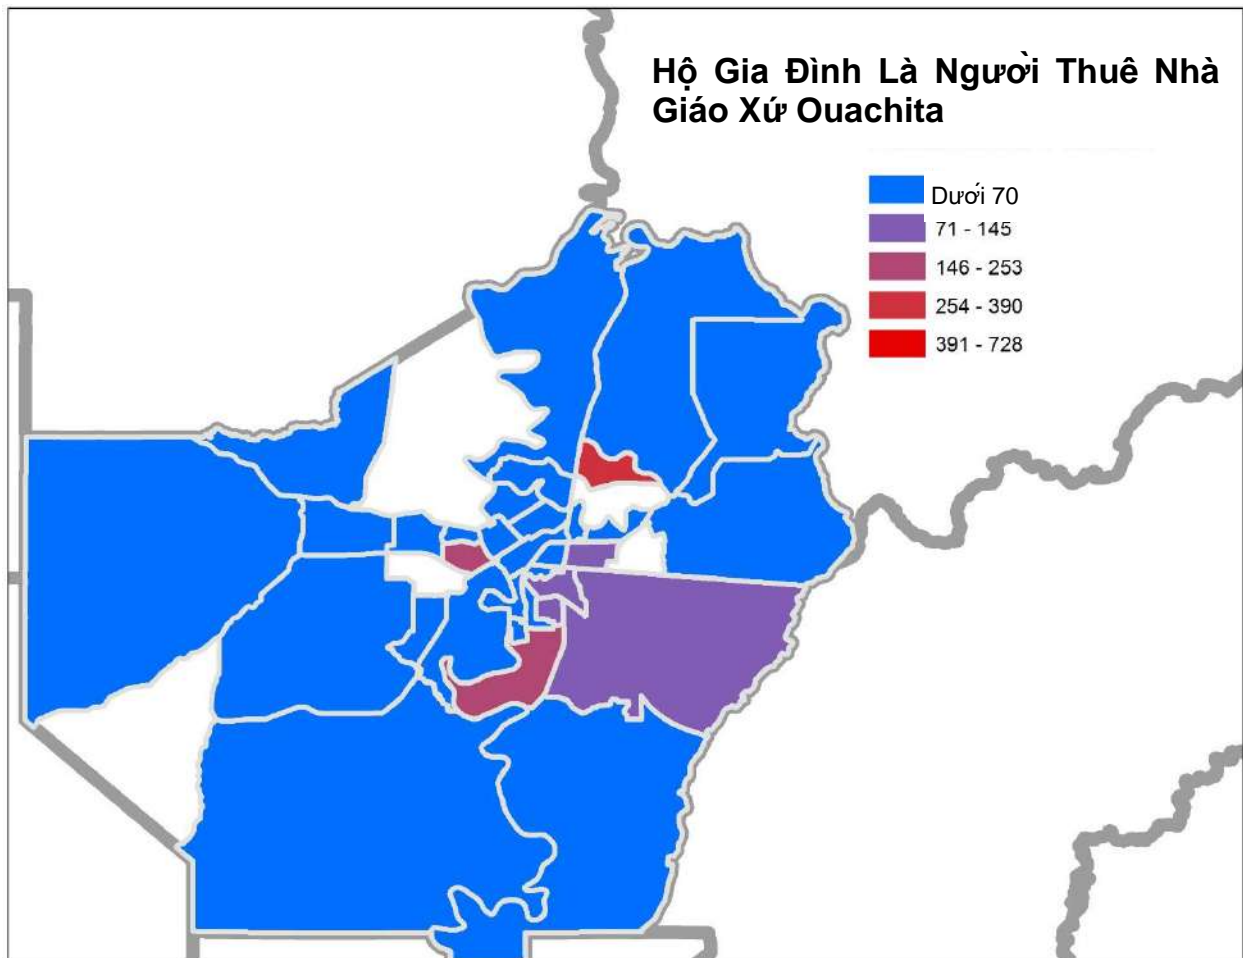 Hộ Gia Đình Là Người Thuê Nhà
Giáo Xứ Ouachita
Dưới 70
71 - 145
146 - 253
254 - 390
391 - 728